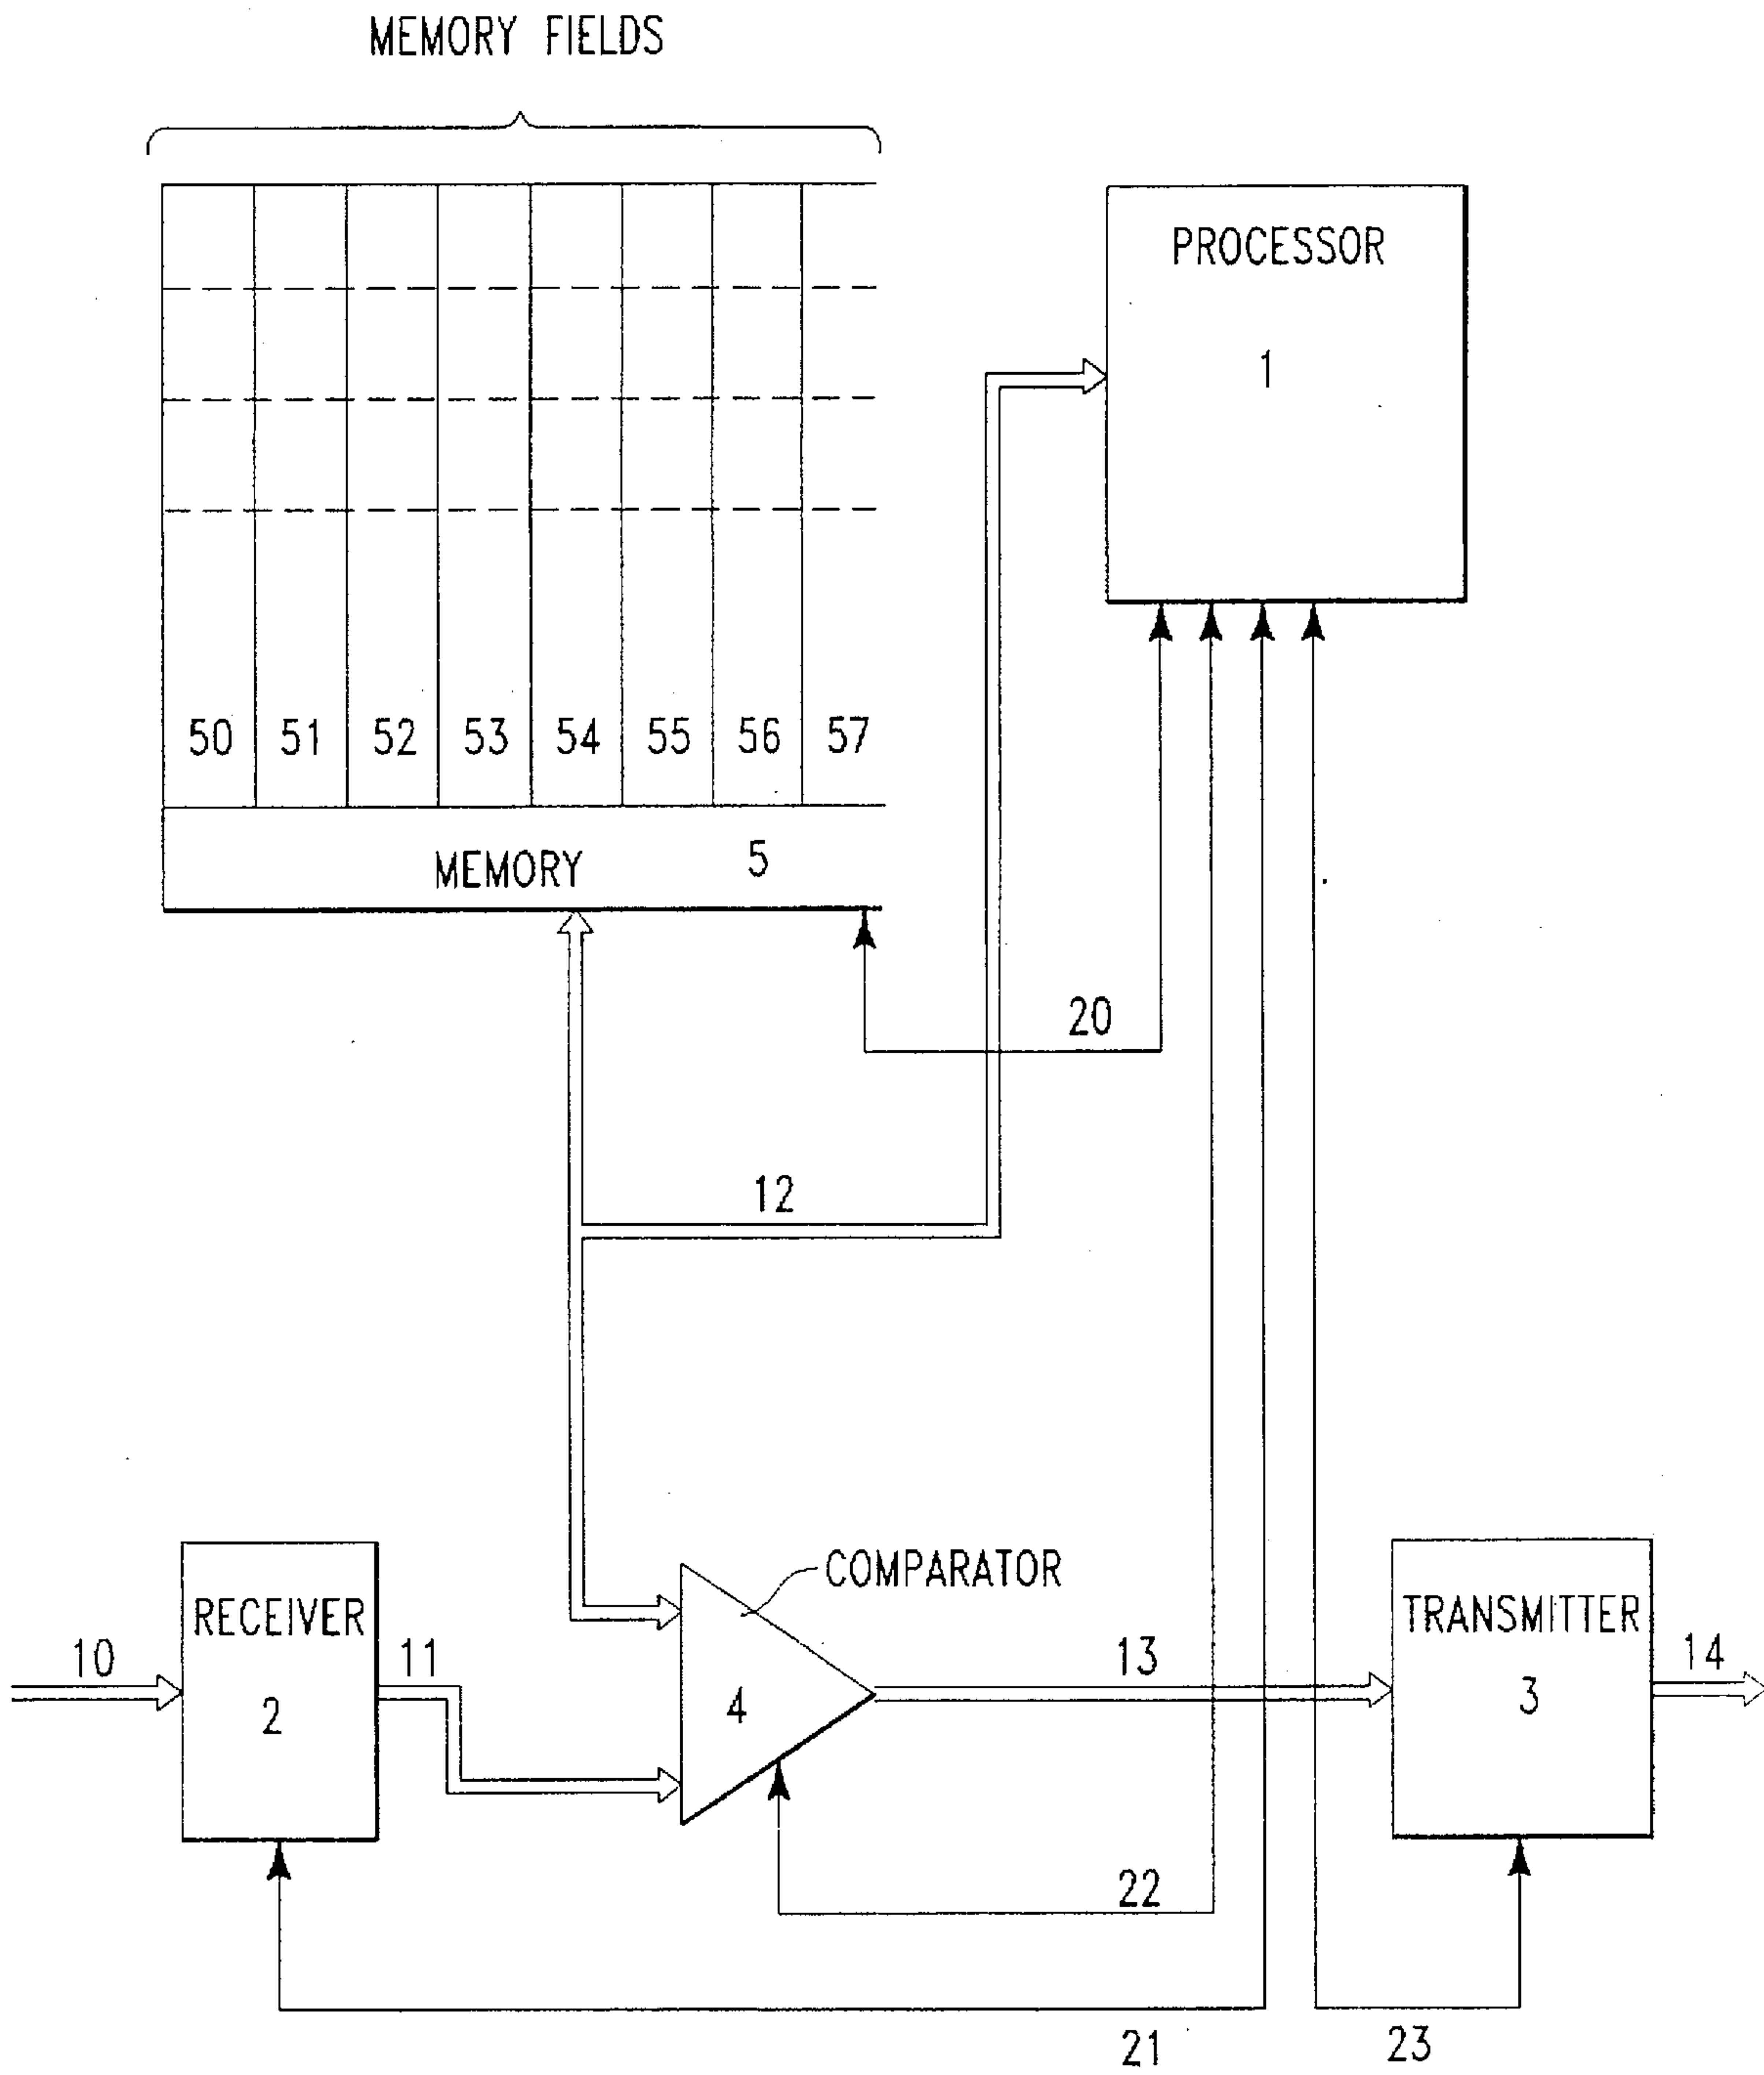 MEMORY FIELDS
PROCESSOR
1
50 51 52 53 54 55 56 57
MEMORY 5
20
12
COMPARATOR
RECEIVER
2
10
11
4
13
TRANSMITTER
3
14
22
21
23